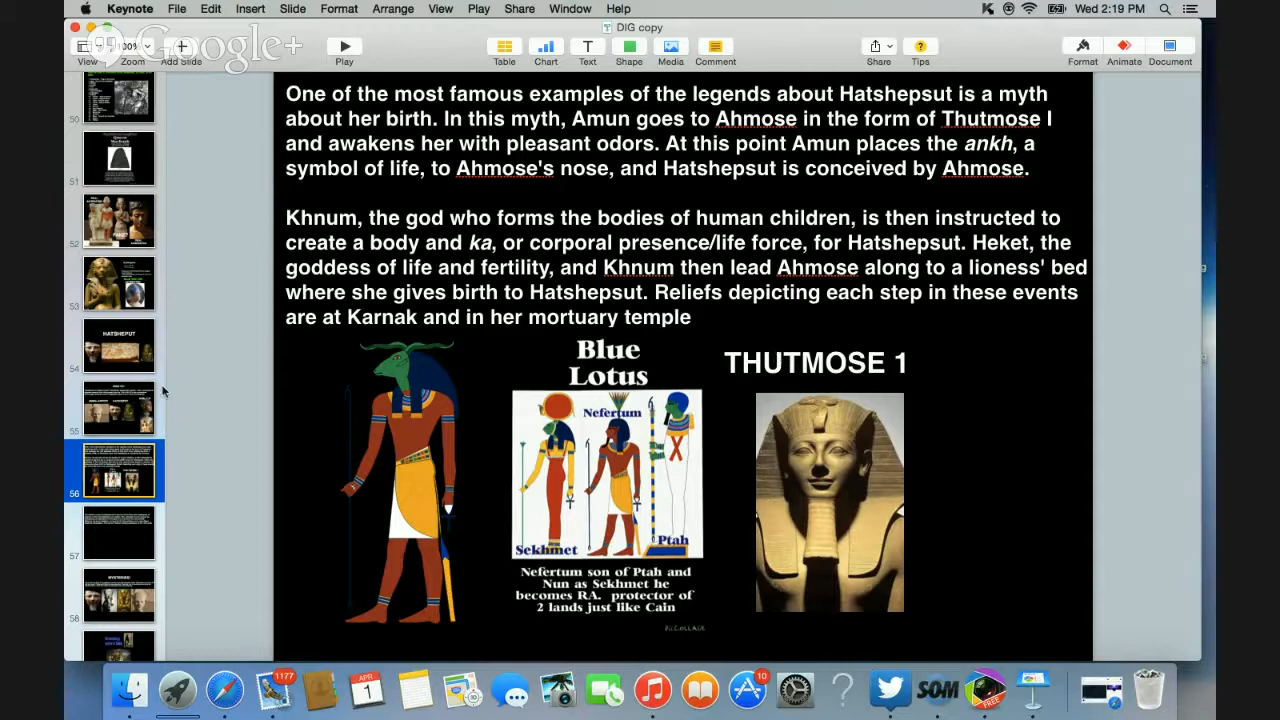 Keynote File Edit Insert Slide Format Arrange View Play Share Window Help Wed 2:19 PM
DIG copy
Google+
100%
View Zoom Add Slide Play Table Chart Text Shape Media Comment Share Tips Format Animate Document
50
51
52
53
HATSHEPUT
54
55
56
57
MYSTERIES!
58
One of the most famous examples of the legends about Hatshepsut is a myth
about her birth. In this myth, Amun goes to Ahmose in the form of Thutmose I
and awakens her with pleasant odors. At this point Amun places the ankh, a
symbol of life, to Ahmose's nose, and Hatshepsut is conceived by Ahmose.
Khnum, the god who forms the bodies of human children, is then instructed to
create a body and ka, or corporal presence/life force, for Hatshepsut. Heket, the
goddess of life and fertility, and Khnum then lead Ahmose along to a lioness' bed
where she gives birth to Hatshepsut. Reliefs depicting each step in these events
are at Karnak and in her mortuary temple
Blue
Lotus
Nefertum
Sekhmet
Ptah
Nefertum son of Ptah and
Nun as Sekhmet he
becomes RA. protector of
2 lands just like Cain
PICCOLLAGE
THUTMOSE 1
1177
APR
1
10
SOM
FREE